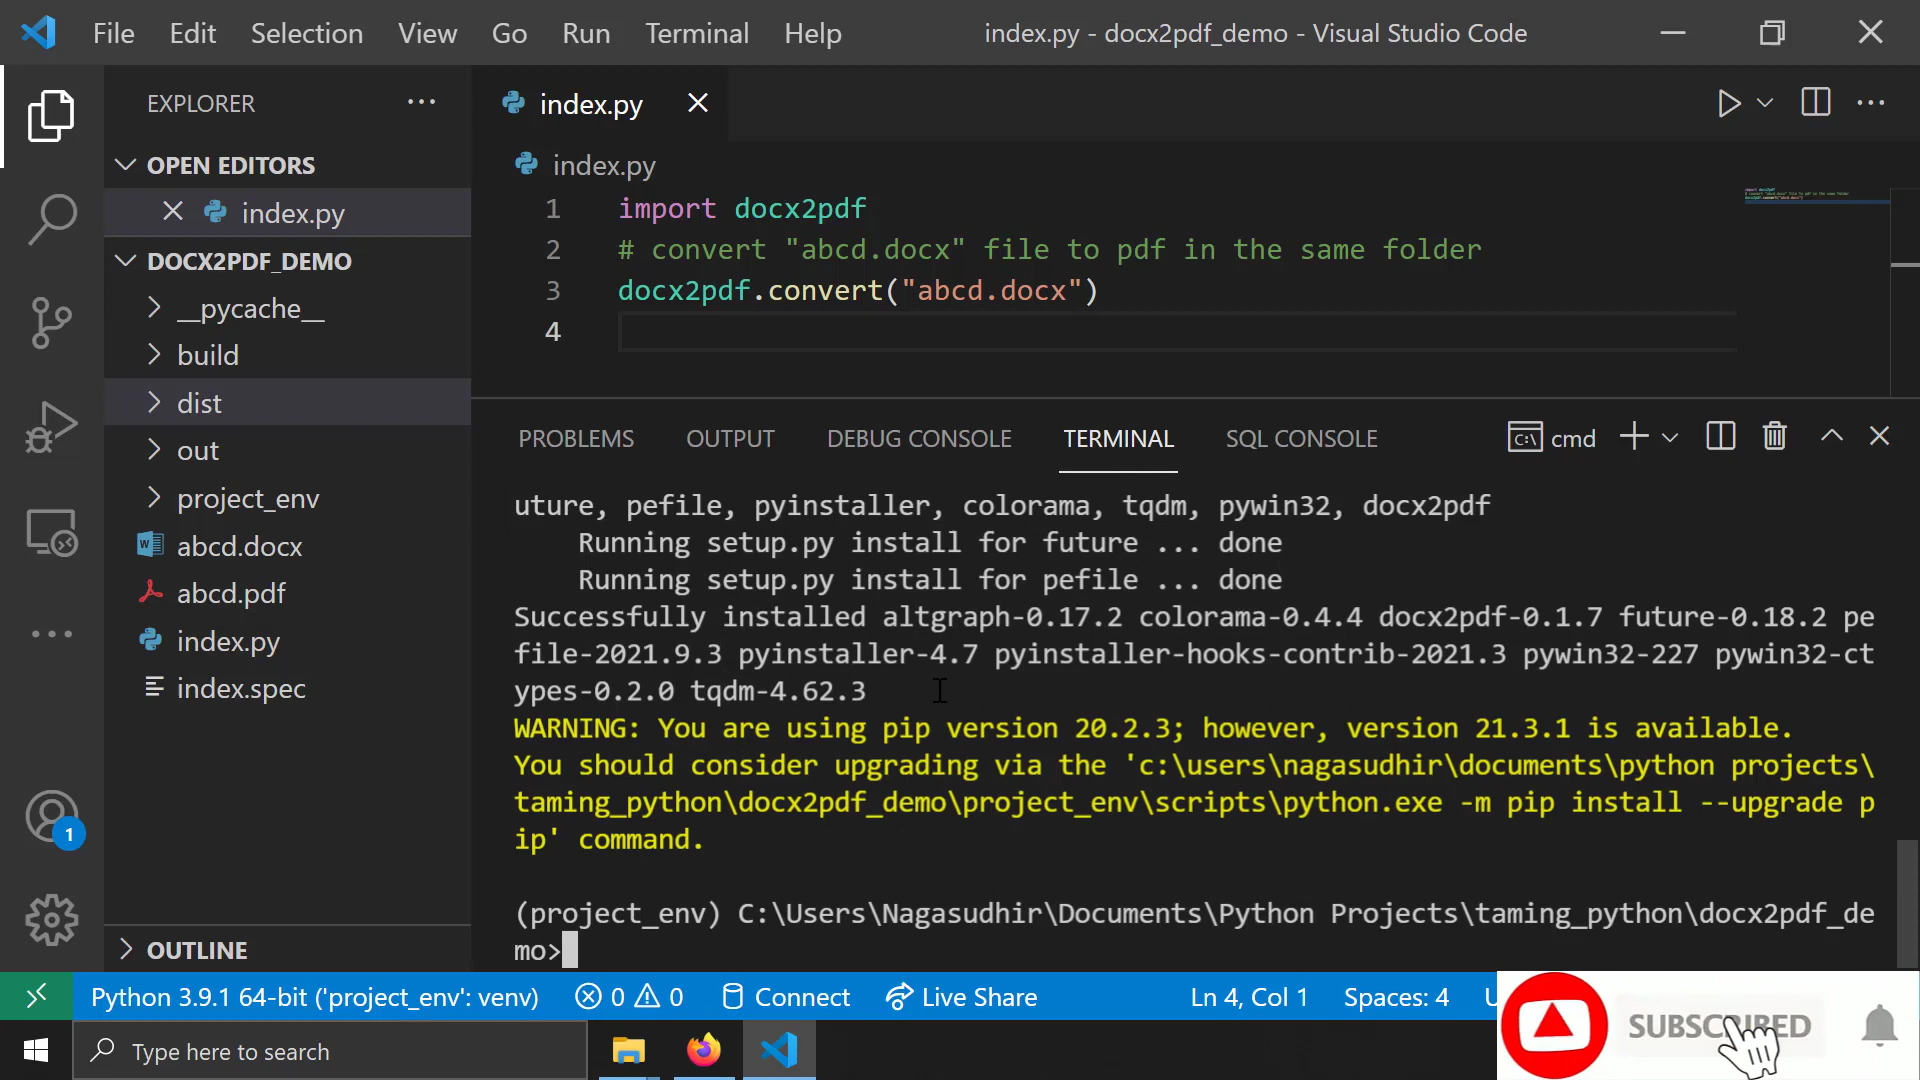 File Edit Selection View Go Run Terminal Help index.py - docx2pdf_demo - Visual Studio Code
EXPLORER
OPEN EDITORS
index.py
DOCX2PDF_DEMO
__pycache__
build
dist
out
project_env
abcd.docx
abcd.pdf
index.py
index.spec
OUTLINE
index.py
index.py
1 import docx2pdf
2 # convert "abcd.docx" file to pdf in the same folder
3 docx2pdf.convert("abcd.docx")
4
PROBLEMS OUTPUT DEBUG CONSOLE TERMINAL SQL CONSOLE cmd
uture, pefile, pyinstaller, colorama, tqdm, pywin32, docx2pdf
Running setup.py install for future ... done
Running setup.py install for pefile ... done
Successfully installed altgraph-0.17.2 colorama-0.4.4 docx2pdf-0.1.7 future-0.18.2 pe
file-2021.9.3 pyinstaller-4.7 pyinstaller-hooks-contrib-2021.3 pywin32-227 pywin32-ct
ypes-0.2.0 tqdm-4.62.3
WARNING: You are using pip version 20.2.3; however, version 21.3.1 is available.
You should consider upgrading via the 'c:\users\nagasudhir\documents\python projects\
taming_python\docx2pdf_demo\project_env\scripts\python.exe -m pip install --upgrade p
ip' command.
(project_env) C:\Users\Nagasudhir\Documents\Python Projects\taming_python\docx2pdf_de
mo>
1
Python 3.9.1 64-bit ('project_env': venv) 0 0 Connect Live Share Ln 4, Col 1 Spaces: 4 U
Type here to search
SUBSCRIBED